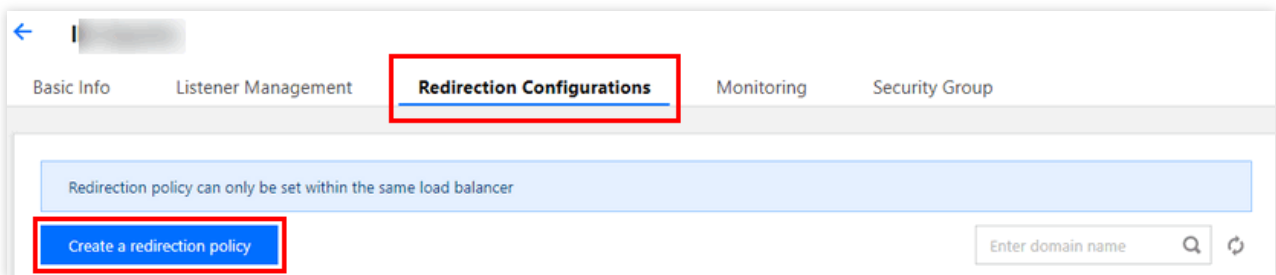 Basic Info Listener Management Redirection Configurations Monitoring Security Group
Redirection policy can only be set within the same load balancer
Create a redirection policy Enter domain name